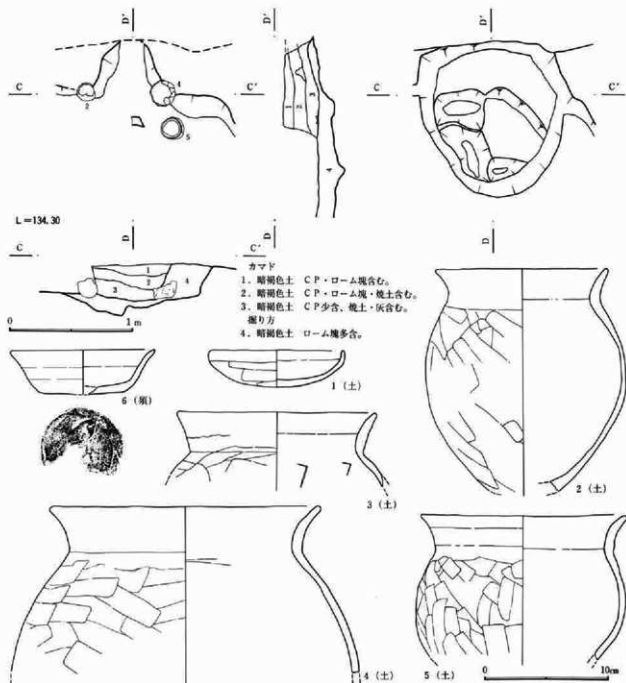 D'
D'
C
C'
C
2
4
5
1
2
3
4
D
D
L=134.30
C
C'
1
2
3
4
0 1m
カマド
1. 暗褐色土 CP・ローム塊含む。
2. 暗褐色土 CP・ローム塊・焼土含む。
3. 暗褐色土 CP少含、焼土・灰含む。
掘り方
4. 暗褐色土 ローム塊多含。
6(須)
1(土)
2(土)
3(土)
4(土)
5(土)
0 10cm